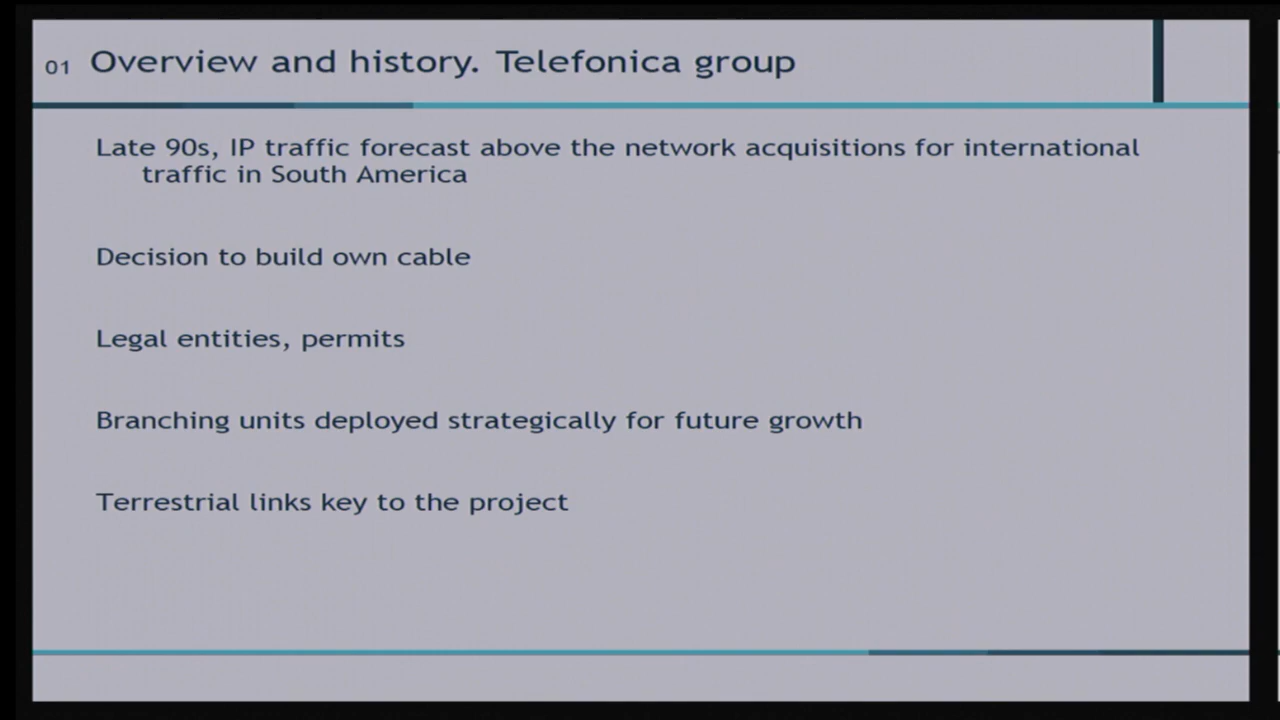 01 Overview and history. Telefonica group
Late 90s, IP traffic forecast above the network acquisitions for international
traffic in South America
Decision to build own cable
Legal entities, permits
Branching units deployed strategically for future growth
Terrestrial links key to the project